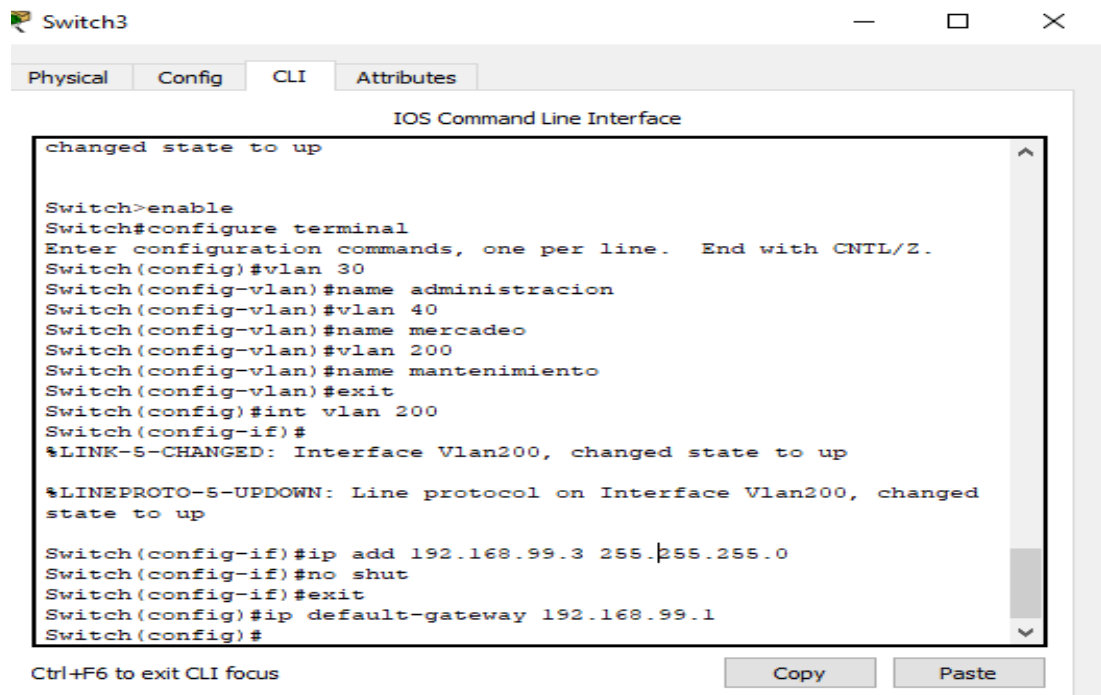 Switch3
Physical Config CLI Attributes
IOS Command Line Interface
changed state to up
Switch>enable
Switch#configure terminal
Enter configuration commands, one per line.  End with CNTL/Z.
Switch(config)#vlan 30
Switch(config-vlan)#name administracion
Switch(config-vlan)#vlan 40
Switch(config-vlan)#name mercadeo
Switch(config-vlan)#vlan 200
Switch(config-vlan)#name mantenimiento
Switch(config-vlan)#exit
Switch(config)#int vlan 200
Switch(config-if)#
%LINK-5-CHANGED: Interface Vlan200, changed state to up
%LINEPROTO-5-UPDOWN: Line protocol on Interface Vlan200, changed
state to up
Switch(config-if)#ip add 192.168.99.3 255.255.255.0
Switch(config-if)#no shut
Switch(config-if)#exit
Switch(config)#ip default-gateway 192.168.99.1
Switch(config)#
Ctrl+F6 to exit CLI focus Copy Paste